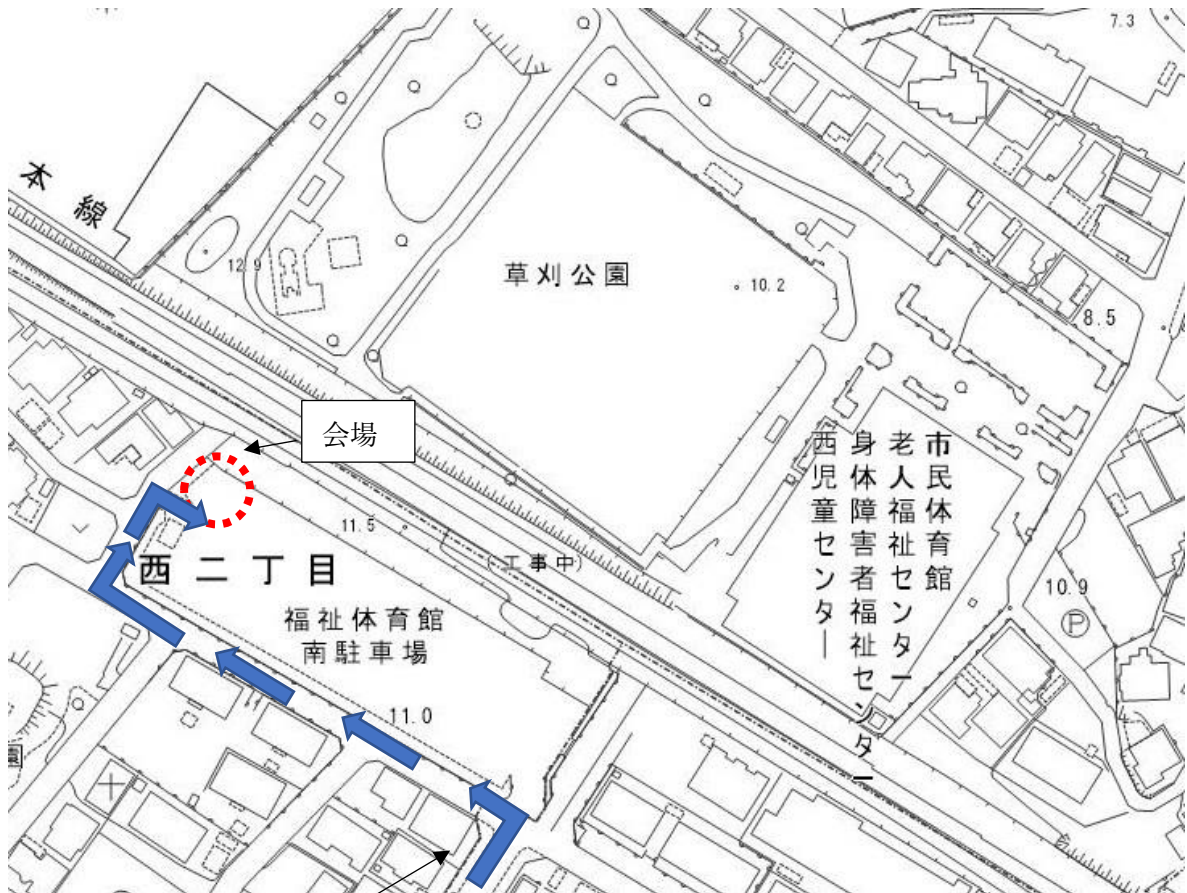 7.3
本線
12.9
草刈公園
10.2
8.5
会場
11.5
(工事中)
西二丁目
福祉体育館
南駐車場
11.0
市民体育館
老人福祉センター
身体障害者福祉センター
西児童センター
10.9
P
園